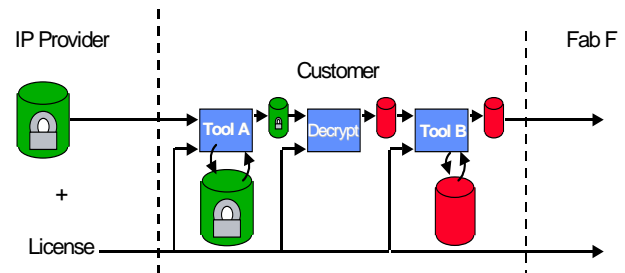 IP Provider
Customer
Fab F
Tool A
Decrypt
Tool B
+
License